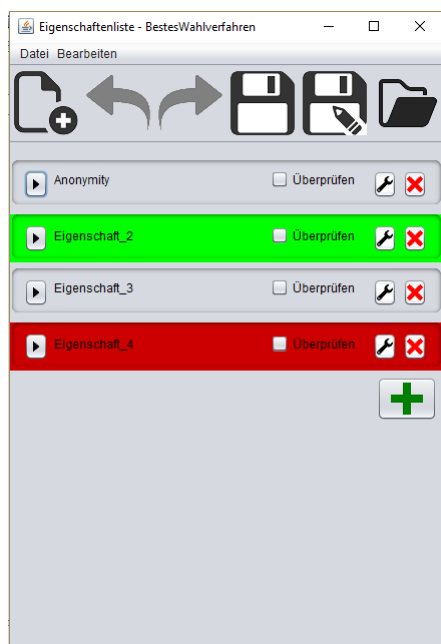 Eigenschaftenliste - BestesWahlverfahren
Datei Bearbeiten
Anonymity Überprüfen
Eigenschaft_2 Überprüfen
Eigenschaft_3 Überprüfen
Eigenschaft_4 Überprüfen